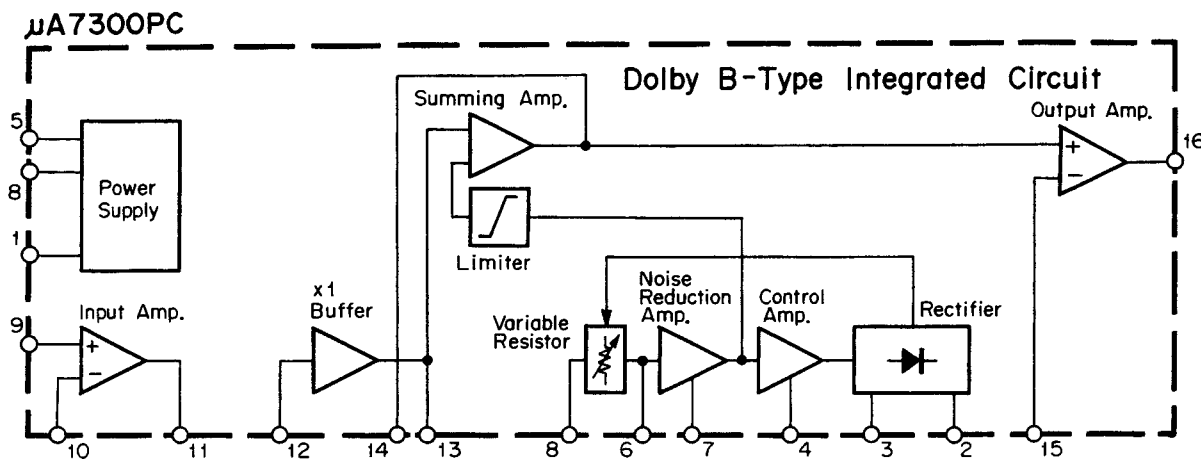 µA7300PC
Dolby B-Type Integrated Circuit
Summing Amp.
Output Amp.
5
16
+
−
8
Power
Supply
1
Limiter
x1
Buffer
Noise
Reduction
Amp.
Control
Amp.
Rectifier
Input Amp.
9
Variable
Resistor
+
−
10
11
12
14
13
8
6
7
4
3
2
15